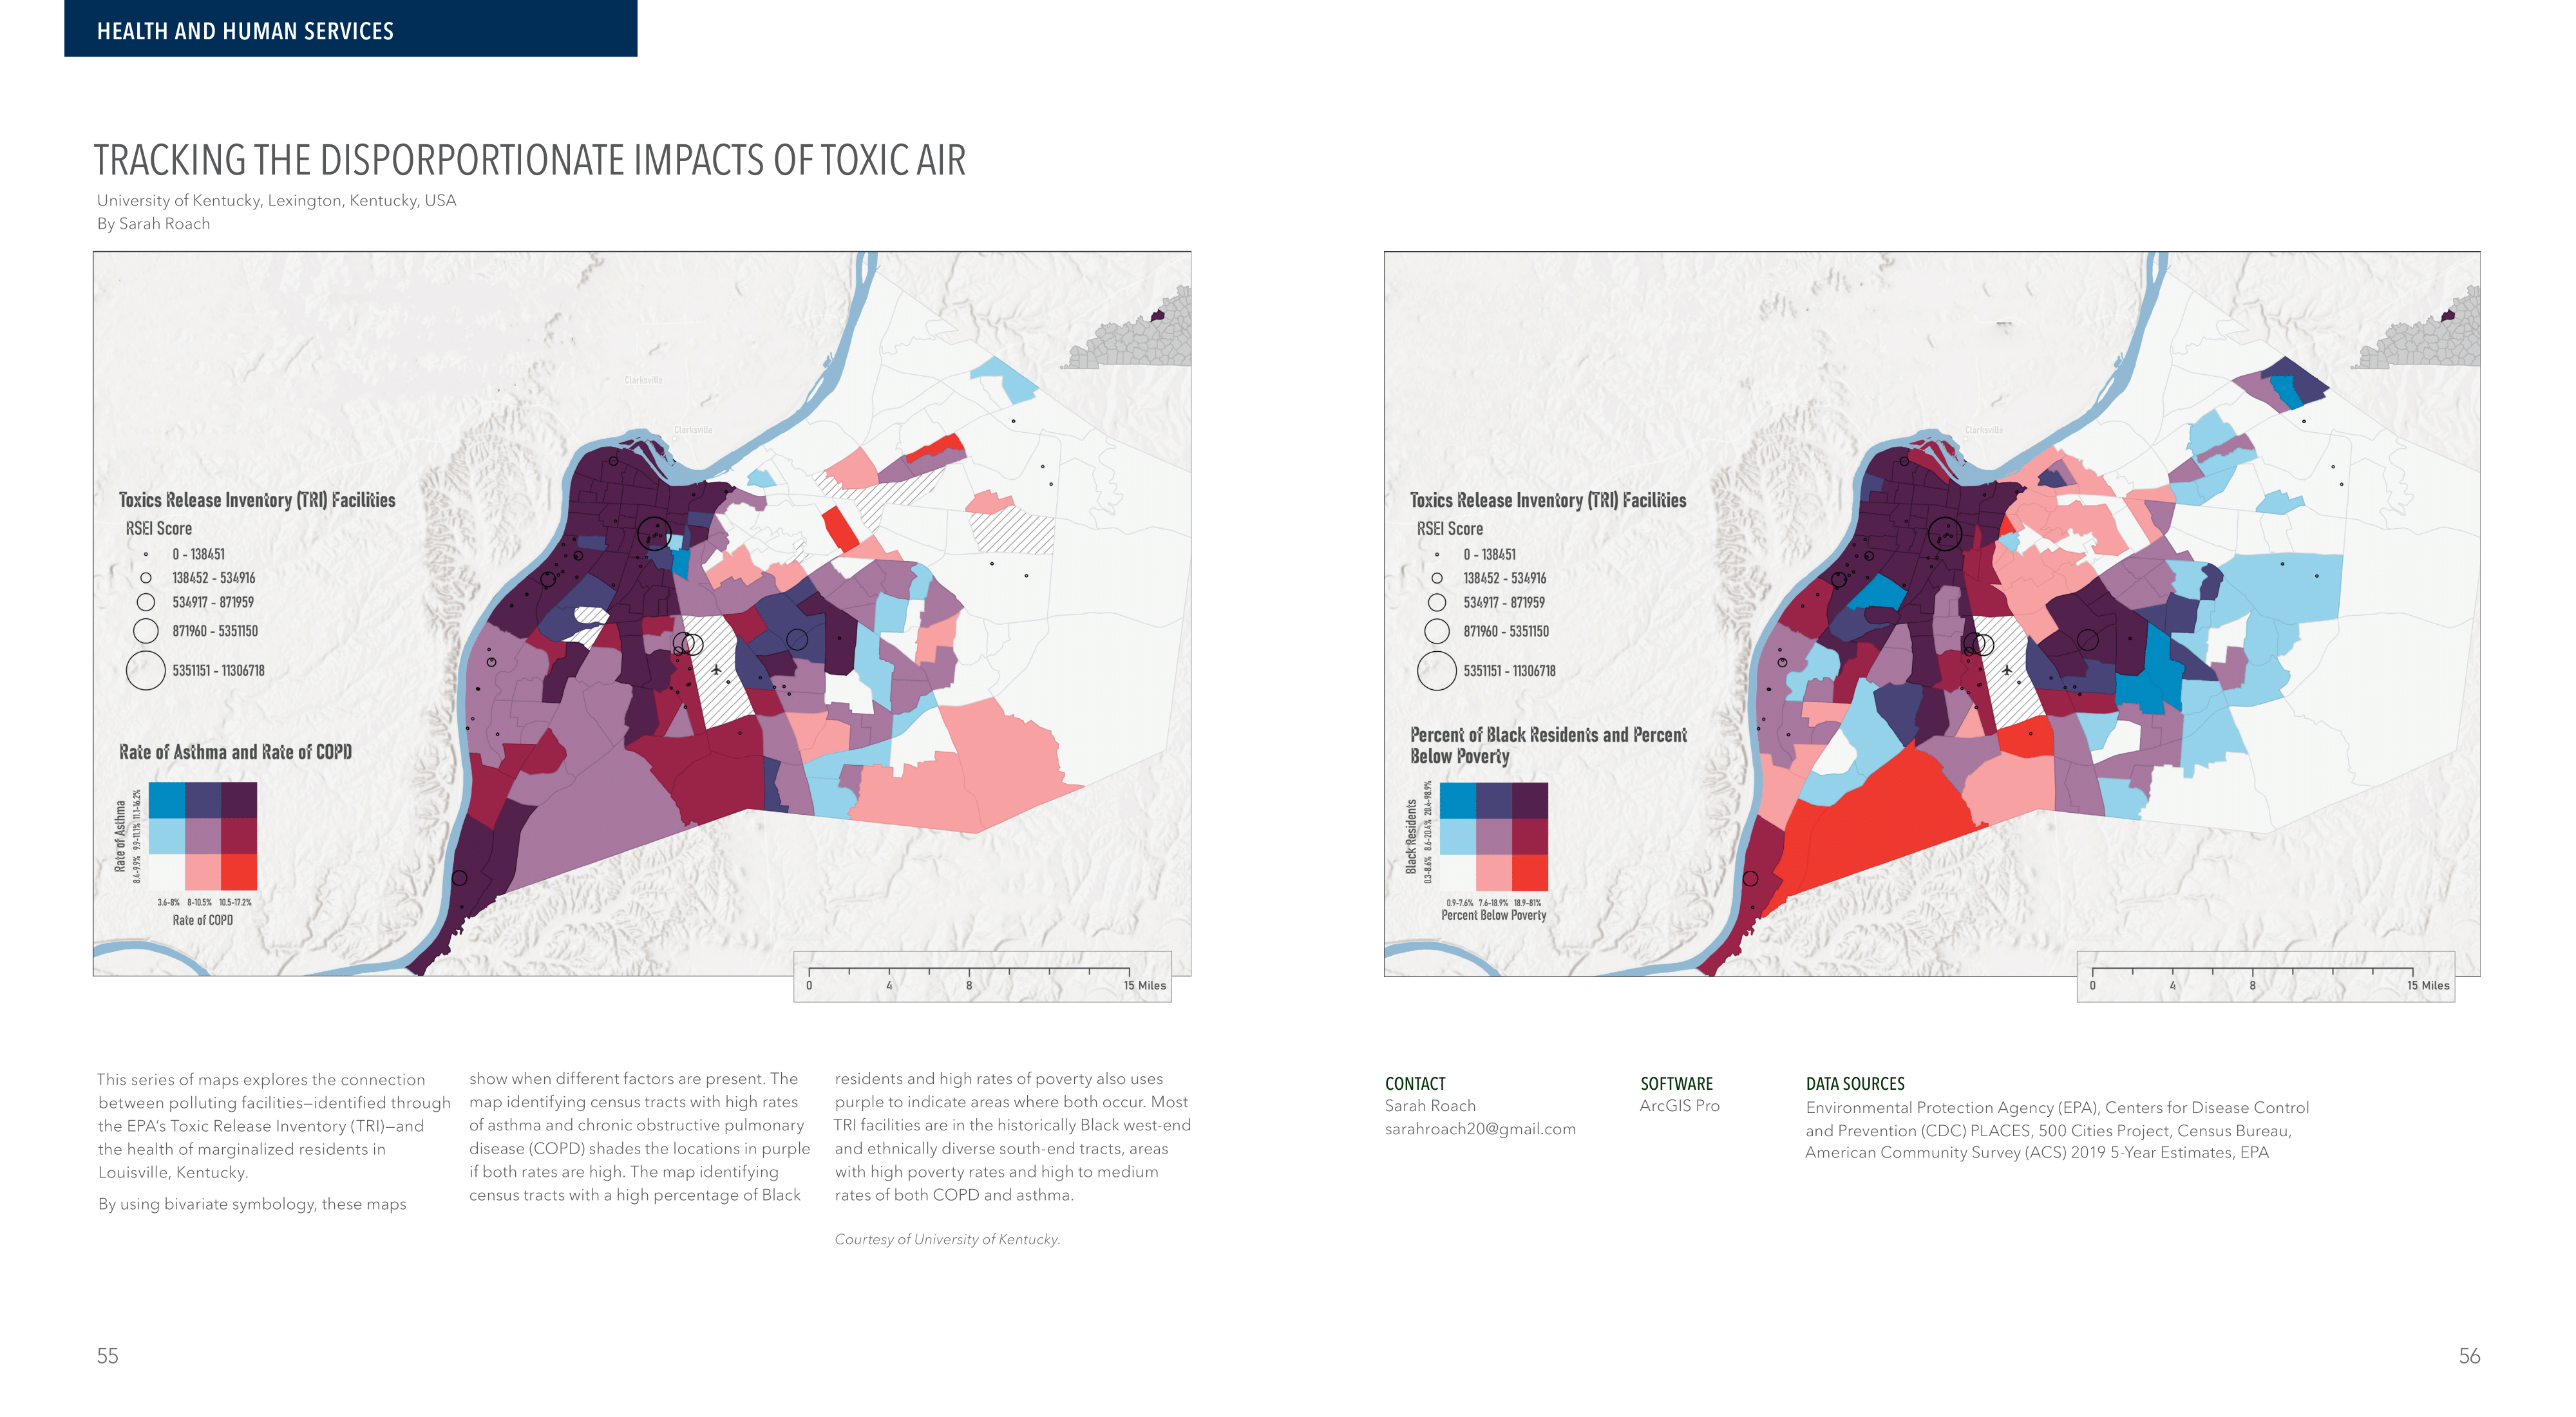 HEALTH AND HUMAN SERVICES
TRACKING THE DISPORPORTIONATE IMPACTS OF TOXIC AIR
University of Kentucky, Lexington, Kentucky, USA
By Sarah Roach
Clarksville
Clarksville
Toxics Release Inventory (TRI) Facilities
RSEI Score
0 - 138451
138452 - 534916
534917 - 871959
871960 - 5351150
5351151 - 11306718
Rate of Asthma and Rate of COPD
Rate of Asthma
8.4-9.9% 9.9-11.1% 11.1-16.2%
3.6-8% 8-10.5% 10.5-17.2%
Rate of COPD
0 4 8 15 Miles
Clarksville
Toxics Release Inventory (TRI) Facilities
RSEI Score
0 - 138451
138452 - 534916
534917 - 871959
871960 - 5351150
5351151 - 11306718
Percent of Black Residents and Percent
Below Poverty
Black Residents
0.3-8.6% 8.6-20.4% 20.4-98.9%
0.9-7.6% 7.6-18.9% 18.9-81%
Percent Below Poverty
0 4 8 15 Miles
This series of maps explores the connection
between polluting facilities—identified through
the EPA's Toxic Release Inventory (TRI)—and
the health of marginalized residents in
Louisville, Kentucky.
By using bivariate symbology, these maps
show when different factors are present. The
map identifying census tracts with high rates
of asthma and chronic obstructive pulmonary
disease (COPD) shades the locations in purple
if both rates are high. The map identifying
census tracts with a high percentage of Black
residents and high rates of poverty also uses
purple to indicate areas where both occur. Most
TRI facilities are in the historically Black west-end
and ethnically diverse south-end tracts, areas
with high poverty rates and high to medium
rates of both COPD and asthma.
Courtesy of University of Kentucky.
CONTACT
Sarah Roach
sarahroach20@gmail.com
SOFTWARE
ArcGIS Pro
DATA SOURCES
Environmental Protection Agency (EPA), Centers for Disease Control
and Prevention (CDC) PLACES, 500 Cities Project, Census Bureau,
American Community Survey (ACS) 2019 5-Year Estimates, EPA
55
56